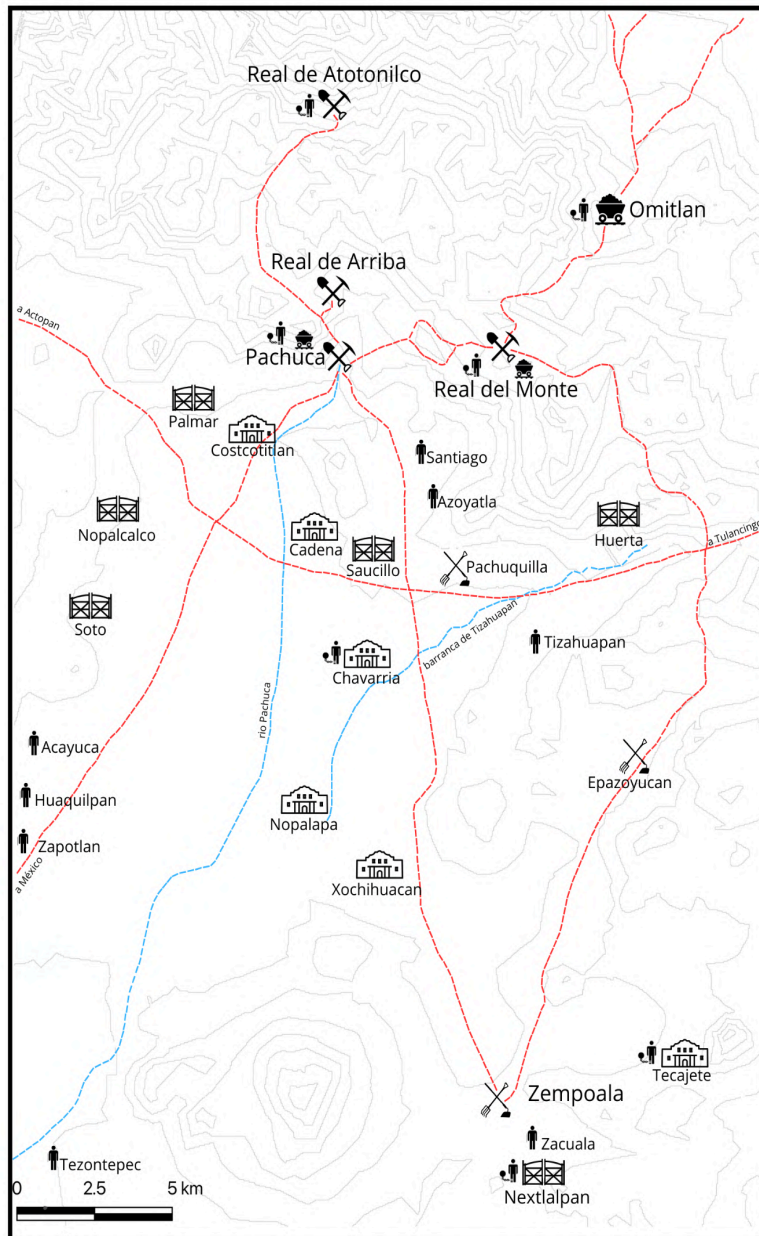 Real de Atotonilco
Omitlan
Real de Arriba
a Actopan
Pachuca
Real del Monte
Palmar
Costcotitlan
Santiago
Azoyatla
Nopalcalco
Cadena
Huerta
a Tulancingo
Saucillo
Pachuquilla
Soto
barranca de Tizahuapan
Tizahuapan
Chavarria
rio Pachuca
Acayuca
Epazoyucan
Huaquilpan
Nopalapa
Zapotlan
a México
Xochihuacan
Tecajete
Zempoala
Zacuala
Tezontepec
Nextlalpan
0 2.5 5 km